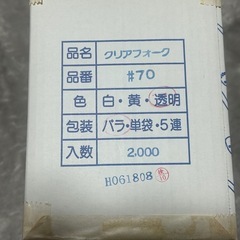 品名 クリアフォーク
品番 #70
色 白・黄・透明
包装 バラ・単袋・5連
入数 2,000
H061808